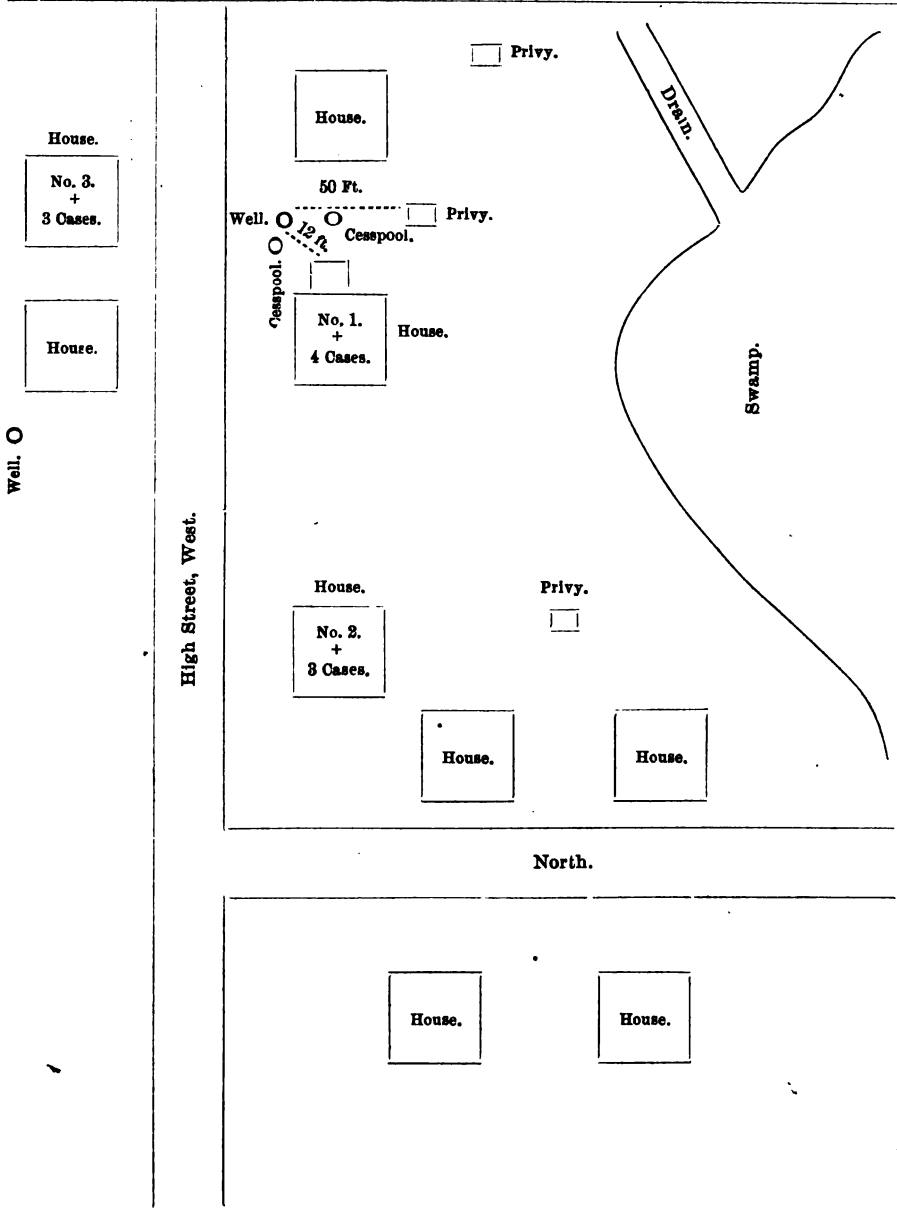 Privy.
House.
Drain.
House.
No. 3.
+
3 Cases.
50 Ft.
Well.
12 ft.
Cesspool.
Privy.
Cesspool.
No. 1.
+
4 Cases.
House.
House.
Swamp.
Well.
High Street, West.
House.
No. 2.
+
3 Cases.
Privy.
House.
House.
North.
House.
House.